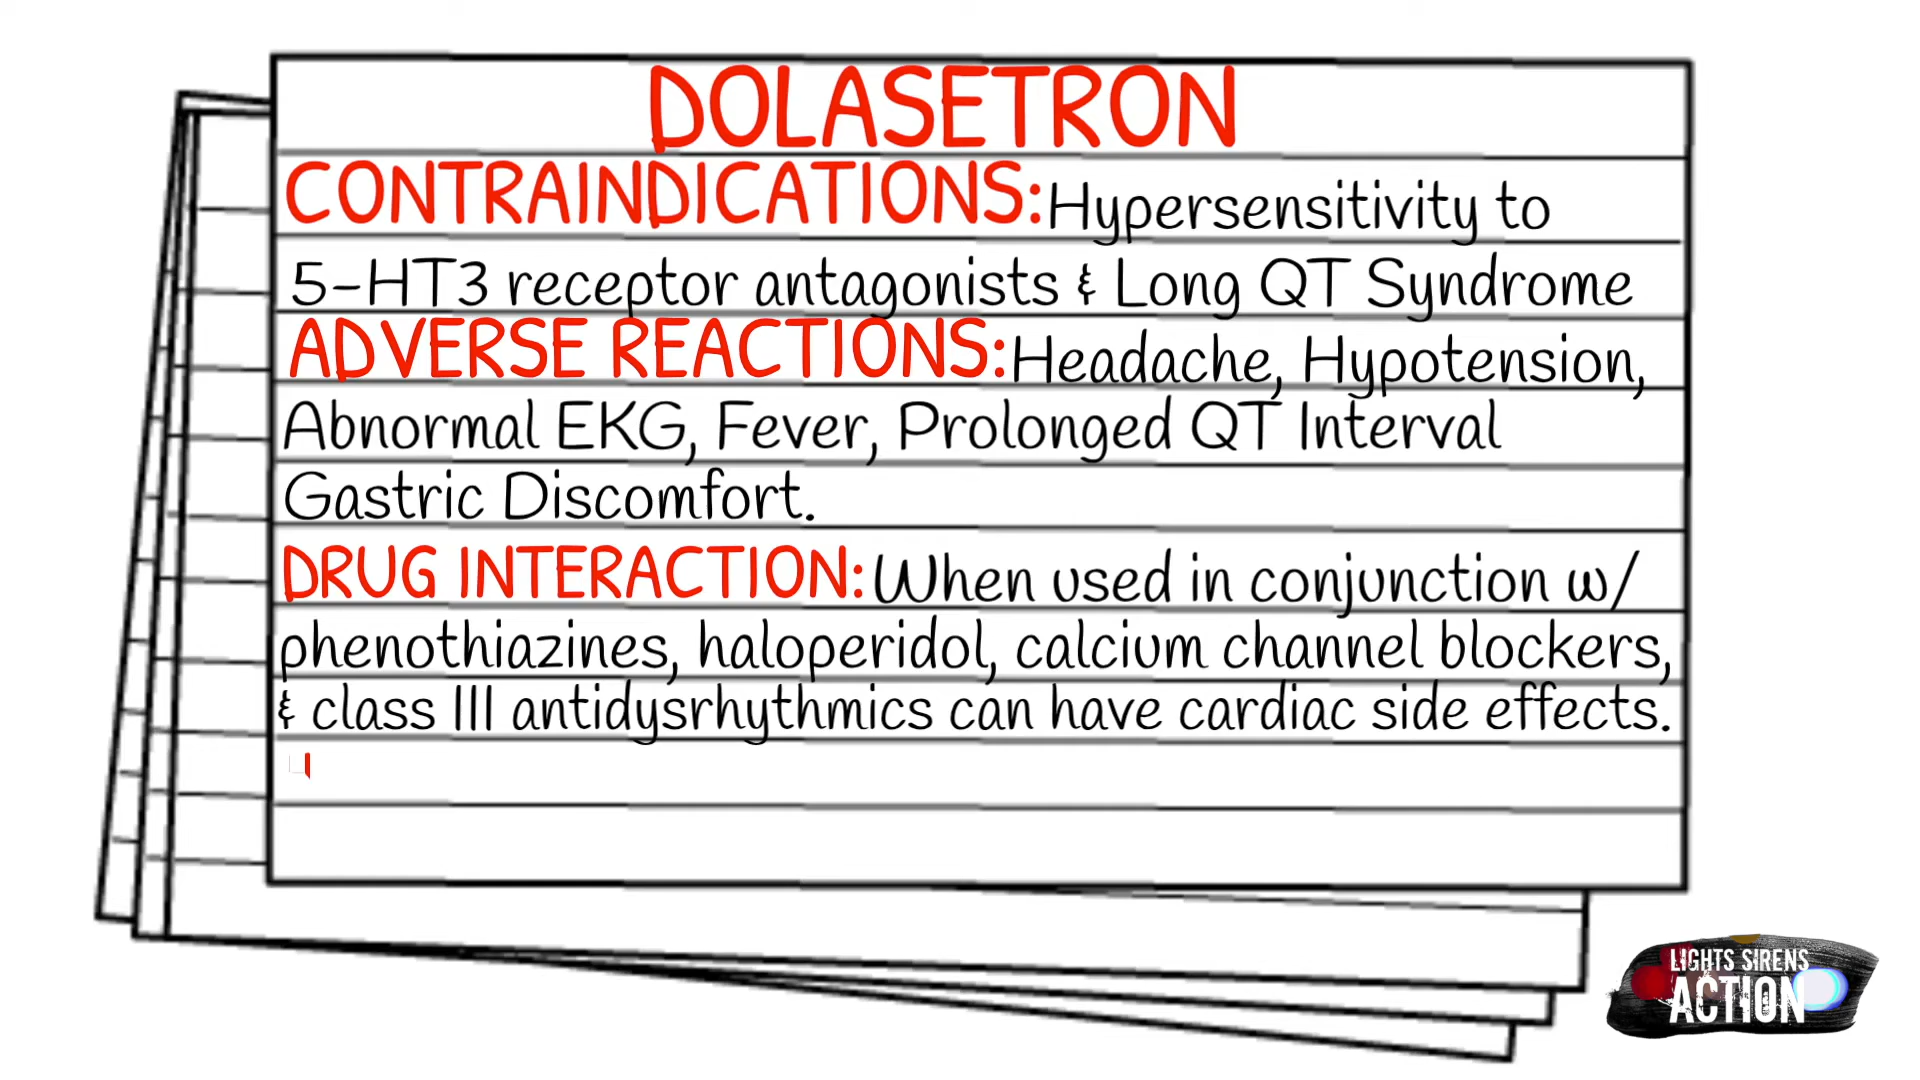 DOLASETRON
CONTRAINDICATIONS: Hypersensitivity to
5-HT3 receptor antagonists & Long QT Syndrome
ADVERSE REACTIONS: Headache, Hypotension,
Abnormal EKG, Fever, Prolonged QT Interval
Gastric Discomfort.
DRUG INTERACTION: When used in conjunction w/
phenothiazines, haloperidol, calcium channel blockers,
& class III antidysrhythmics can have cardiac side effects.
LIGHTS SIRENS
ACTION